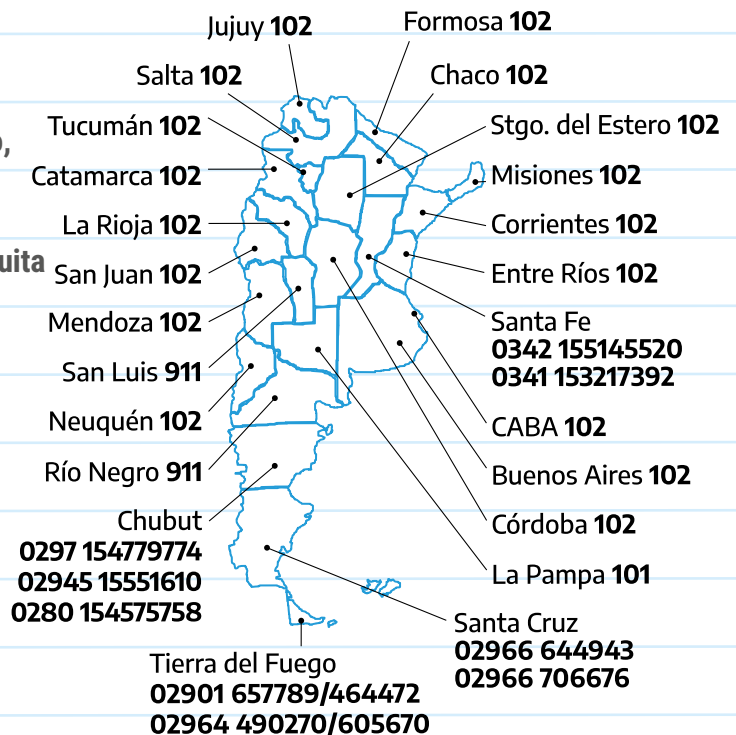 Jujuy 102
Salta 102
Tucumán 102
Catamarca 102
La Rioja 102
uita
San Juan 102
Mendoza 102
San Luis 911
Neuquén 102
Río Negro 911
Chubut
0297 154779774
02945 15551610
0280 154575758
Tierra del Fuego
02901 657789/464472
02964 490270/605670
Formosa 102
Chaco 102
Stgo. del Estero 102
Misiones 102
Corrientes 102
Entre Ríos 102
Santa Fe
0342 155145520
0341 153217392
CABA 102
Buenos Aires 102
Córdoba 102
La Pampa 101
Santa Cruz
02966 644943
02966 706676